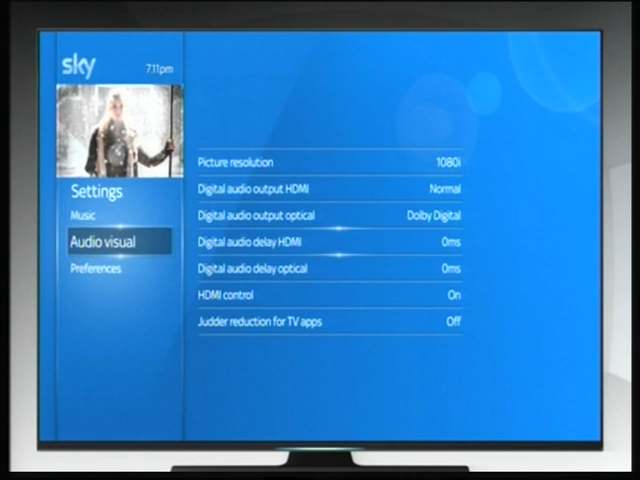 sky
7.11pm
Settings
Music
Audio visual
Preferences
Picture resolution 1080i
Digital audio output HDMI Normal
Digital audio output optical Dolby Digital
Digital audio delay HDMI 0ms
Digital audio delay optical 0ms
HDMI control On
Judder reduction for TV apps Off